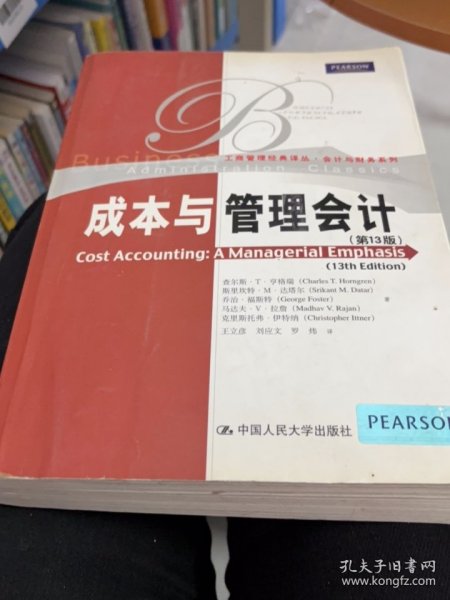 PEARSON
Business
工商管理经典译丛·会计与财务系列
Administration Classics
成本与管理会计
(第13版)
Cost Accounting: A Managerial Emphasis
(13th Edition)
查尔斯·T·亨格瑞 (Charles T. Horngren)
斯里坎特·M·达塔尔 (Srikant M. Datar)
乔治·福斯特 (George Foster) 著
马达夫·V·拉詹 (Madhav V. Rajan)
克里斯托弗·伊特纳 (Christopher Ittner)
王立彦 刘应文 罗炜 译
中国人民大学出版社
PEARSON
孔夫子旧书网
www.kongfz.com